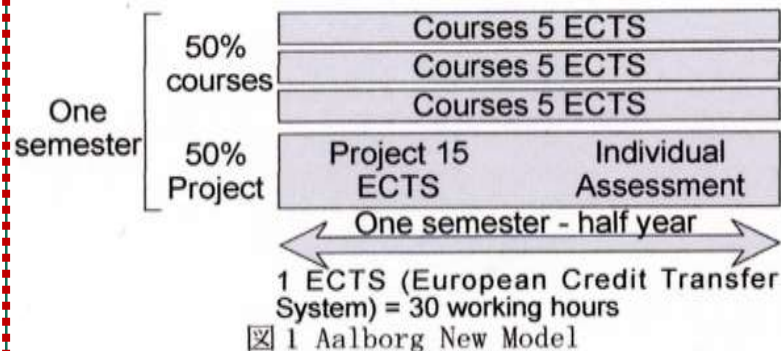 One
semester
50%
courses
Courses 5 ECTS
Courses 5 ECTS
Courses 5 ECTS
50%
Project
Project 15
ECTS
Individual
Assessment
One semester - half year
1 ECTS (European Credit Transfer
System) = 30 working hours
図 1 Aalborg New Model